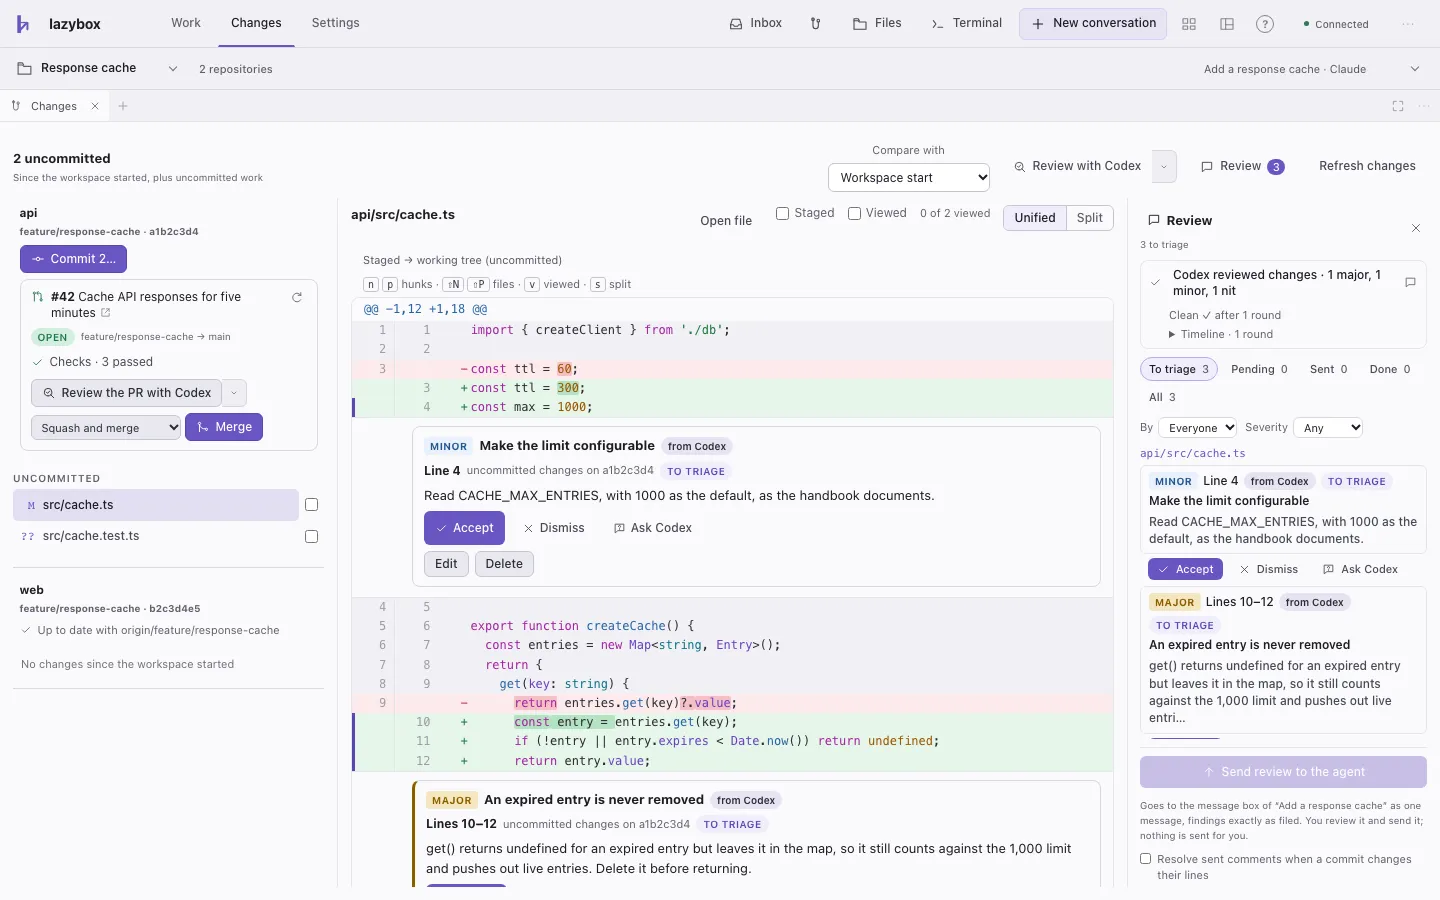 lazybox
Work
Changes
Settings
Inbox
Files
Terminal
New conversation
?
Connected
Response cache
2 repositories
Add a response cache · Claude
Changes
2 uncommitted
Since the workspace started, plus uncommitted work
Compare with
Workspace start
Review with Codex
Review 3
Refresh changes
api
feature/response-cache · a1b2c3d4
Commit 2…
#42 Cache API responses for five
minutes
OPEN feature/response-cache → main
Checks · 3 passed
Review the PR with Codex
Squash and merge
Merge
UNCOMMITTED
M src/cache.ts
?? src/cache.test.ts
web
feature/response-cache · b2c3d4e5
✓ Up to date with origin/feature/response-cache
No changes since the workspace started
api/src/cache.ts
Open file
Staged
Viewed
0 of 2 viewed
Unified
Split
Staged → working tree (uncommitted)
n p hunks · ⇧N ⇧P files · v viewed · s split
@@ −1,12 +1,18 @@
1 1 import { createClient } from './db';
2 2
3 −const ttl = 60;
3 +const ttl = 300;
4 +const max = 1000;
MINOR Make the limit configurable from Codex
Line 4 uncommitted changes on a1b2c3d4 TO TRIAGE
Read CACHE_MAX_ENTRIES, with 1000 as the default, as the handbook documents.
Accept
Dismiss
Ask Codex
Edit
Delete
4 5
5 6 export function createCache() {
6 7 const entries = new Map<string, Entry>();
7 8 return {
8 9 get(key: string) {
9 − return entries.get(key)?.value;
10 + const entry = entries.get(key);
11 + if (!entry || entry.expires < Date.now()) return undefined;
12 + return entry.value;
MAJOR An expired entry is never removed from Codex
Lines 10–12 uncommitted changes on a1b2c3d4 TO TRIAGE
get() returns undefined for an expired entry but leaves it in the map, so it still counts against the 1,000 limit
and pushes out live entries. Delete it before returning.
Review
3 to triage
Codex reviewed changes · 1 major, 1
minor, 1 nit
Clean ✓ after 1 round
▶ Timeline · 1 round
To triage 3
Pending 0
Sent 0
Done 0
All 3
By Everyone Severity Any
api/src/cache.ts
MINOR Line 4 from Codex TO TRIAGE
Make the limit configurable
Read CACHE_MAX_ENTRIES, with 1000 as the
default, as the handbook documents.
Accept
Dismiss
Ask Codex
MAJOR Lines 10–12 from Codex
TO TRIAGE
An expired entry is never removed
get() returns undefined for an expired entry
but leaves it in the map, so it still counts
against the 1,000 limit and pushes out live
entri…
Send review to the agent
Goes to the message box of “Add a response cache” as one
message, findings exactly as filed. You review it and send it;
nothing is sent for you.
Resolve sent comments when a commit changes
their lines